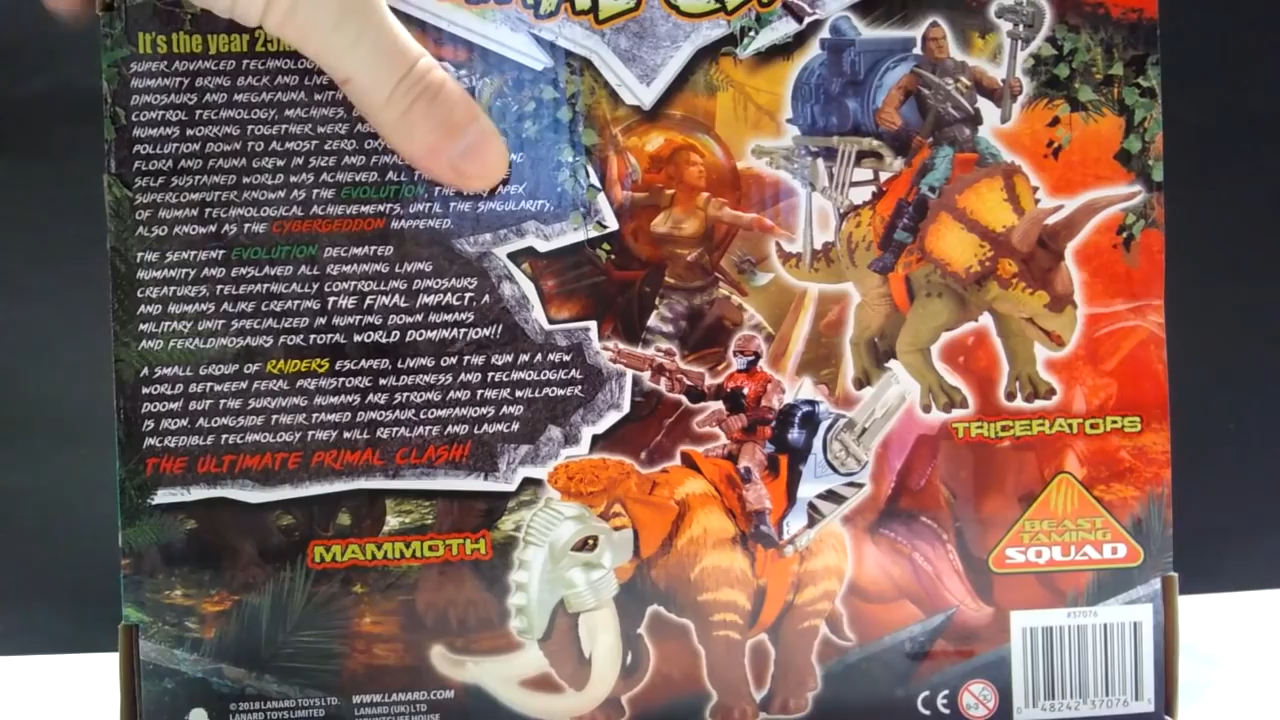 It's the year 25
SUPER ADVANCED TECHNOLOGY
HUMANITY BRING BACK AND LIVE
DINOSAURS AND MEGAFAUNA. WITH
CONTROL TECHNOLOGY, MACHINES,
HUMANS WORKING TOGETHER WERE
POLLUTION DOWN TO ALMOST ZERO.
FLORA AND FAUNA GREW IN SIZE AND
SELF SUSTAINED WORLD WAS ACHIEVED. ALL
SUPERCOMPUTER KNOWN AS THE EVOLUTION, THE VERY APEX
OF HUMAN TECHNOLOGICAL ACHIEVEMENTS, UNTIL THE SINGULARITY,
ALSO KNOWN AS THE CYBERGEDDON HAPPENED.
THE SENTIENT EVOLUTION DECIMATED
HUMANITY AND ENSLAVED ALL REMAINING LIVING
CREATURES, TELEPATHICALLY CONTROLLING DINOSAURS
AND HUMANS ALIKE CREATING THE FINAL IMPACT, A
MILITARY UNIT SPECIALIZED IN HUNTING DOWN HUMANS
AND FERALDINOSAURS FOR TOTAL WORLD DOMINATION!!
A SMALL GROUP OF RAIDERS ESCAPED, LIVING ON THE RUN IN A NEW
WORLD BETWEEN FERAL PREHISTORIC WILDERNESS AND TECHNOLOGICAL
DOOM! BUT THE SURVIVING HUMANS ARE STRONG AND THEIR WILLPOWER
IS IRON. ALONGSIDE THEIR TAMED DINOSAUR COMPANIONS AND
INCREDIBLE TECHNOLOGY THEY WILL RETALIATE AND LAUNCH
THE ULTIMATE PRIMAL CLASH!
TRICERATOPS
MAMMOTH
BEAST
TAMING
SQUAD
#37076
0 48242 37076 5
CE
0-3
© 2018 LANARD TOYS LTD.
LANARD TOYS LIMITED
WWW.LANARD.COM
LANARD (UK) LTD
MOUNTCLIFF HOUSE